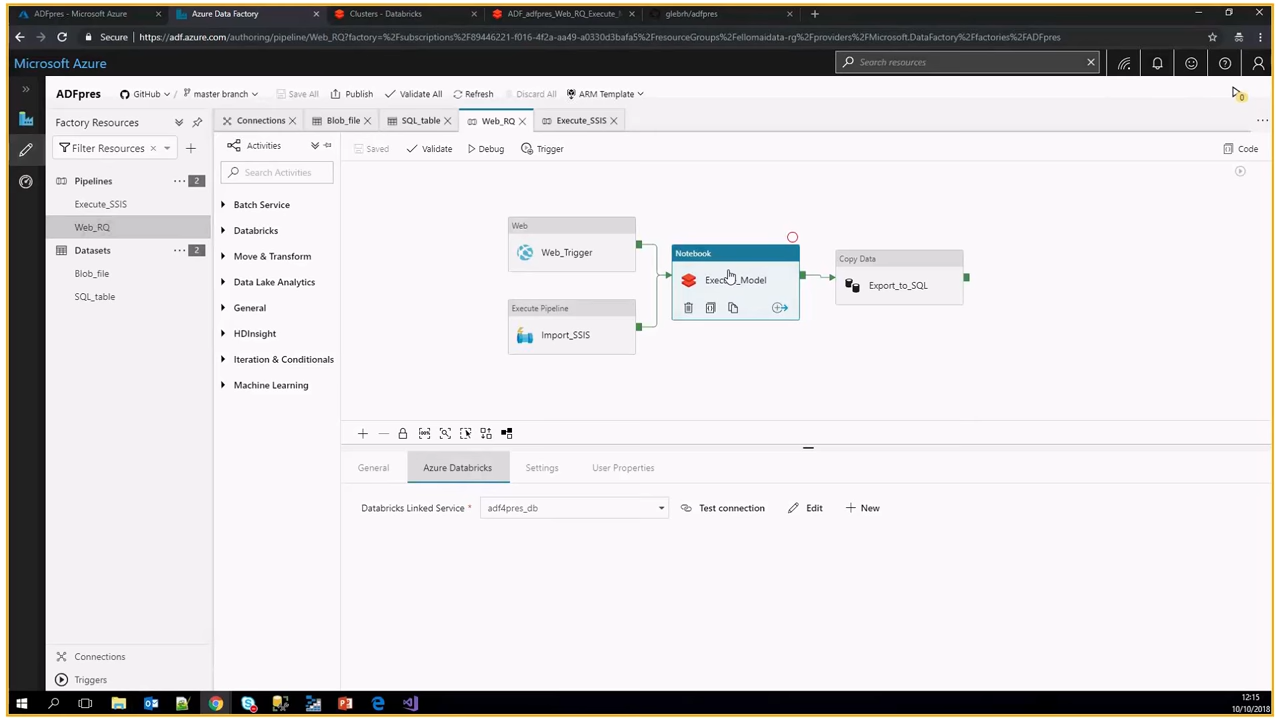 ADFpres - Microsoft Azure
Azure Data Factory
Clusters - Databricks
ADF_adfpres_Web_RQ_Execute_
glebrh/adfpres
Secure
https://adf.azure.com/authoring/pipeline/Web_RQ?factory=%2Fsubscriptions%2F89446221-f016-4f2a-aa49-a0330d3bafa5%2FresourceGroups%2Fellomaidata-rg%2Fproviders%2FMicrosoft.DataFactory%2Ffactories%2FADFpres
Microsoft Azure
Search resources
ADFpres
GitHub
/
master branch
Save All
Publish
Validate All
Refresh
Discard All
ARM Template
0
Factory Resources
Connections
Blob_file
SQL_table
Web_RQ
Execute_SSIS
Filter Resources
Activities
Saved
Validate
Debug
Trigger
Code
Search Activities
Pipelines
2
Execute_SSIS
Web_RQ
Datasets
2
Blob_file
SQL_table
Batch Service
Databricks
Move & Transform
Data Lake Analytics
General
HDInsight
Iteration & Conditionals
Machine Learning
Web
Web_Trigger
Execute Pipeline
Import_SSIS
Notebook
Copy Data
Export_to_SQL
General
Azure Databricks
Settings
User Properties
Databricks Linked Service *
adf4pres_db
Test connection
Edit
New
Connections
Triggers
12:15
10/10/2018